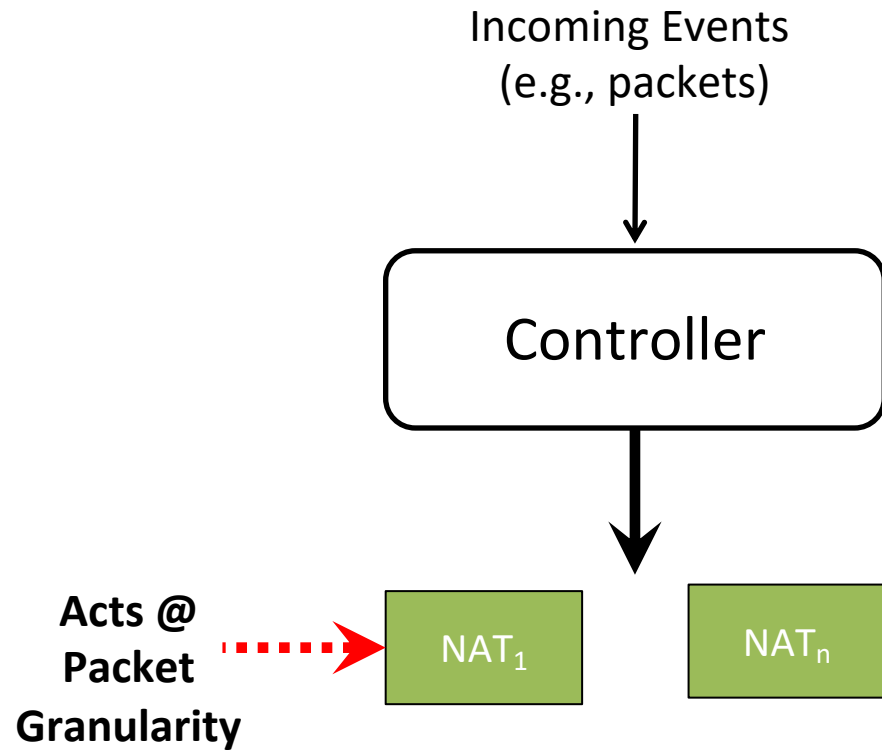 Incoming Events
(e.g., packets)
Controller
Acts @
Packet
Granularity
NAT₁
NATₙ